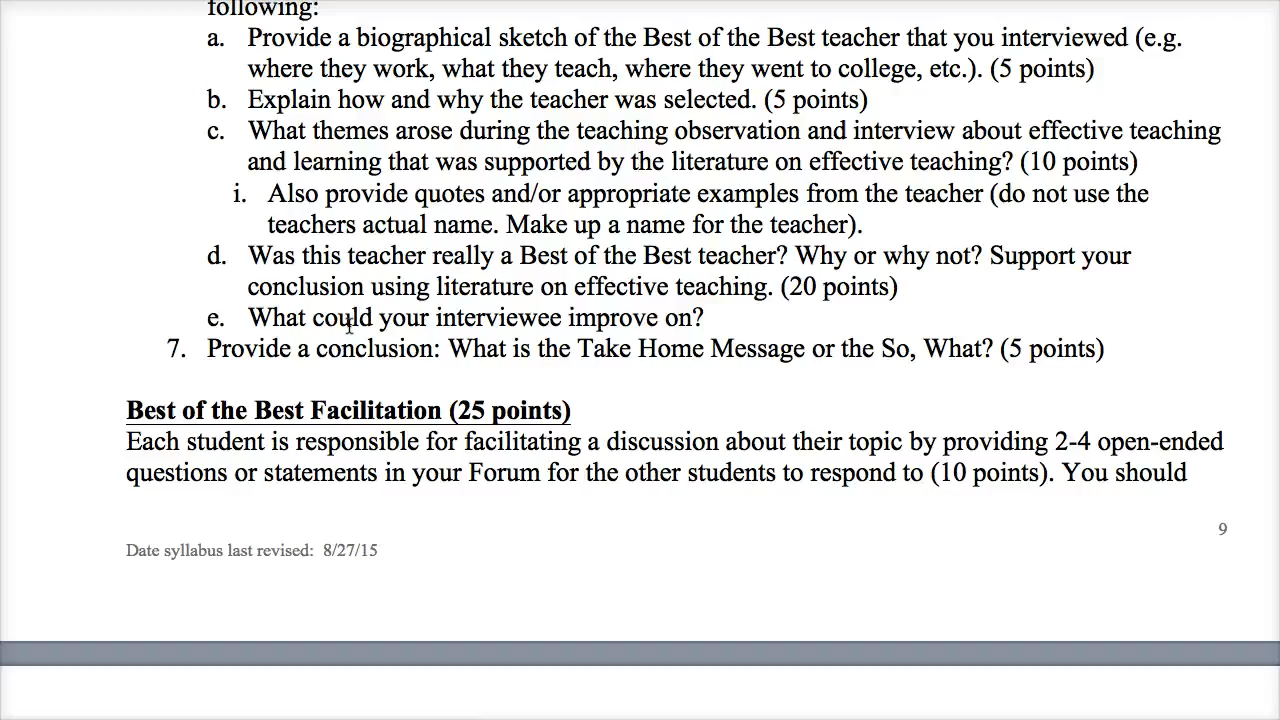 following:
a. Provide a biographical sketch of the Best of the Best teacher that you interviewed (e.g.
where they work, what they teach, where they went to college, etc.). (5 points)
b. Explain how and why the teacher was selected. (5 points)
c. What themes arose during the teaching observation and interview about effective teaching
and learning that was supported by the literature on effective teaching? (10 points)
i. Also provide quotes and/or appropriate examples from the teacher (do not use the
teachers actual name. Make up a name for the teacher).
d. Was this teacher really a Best of the Best teacher? Why or why not? Support your
conclusion using literature on effective teaching. (20 points)
e. What could your interviewee improve on?
7. Provide a conclusion: What is the Take Home Message or the So, What? (5 points)
Best of the Best Facilitation (25 points)
Each student is responsible for facilitating a discussion about their topic by providing 2-4 open-ended
questions or statements in your Forum for the other students to respond to (10 points). You should
9
Date syllabus last revised: 8/27/15